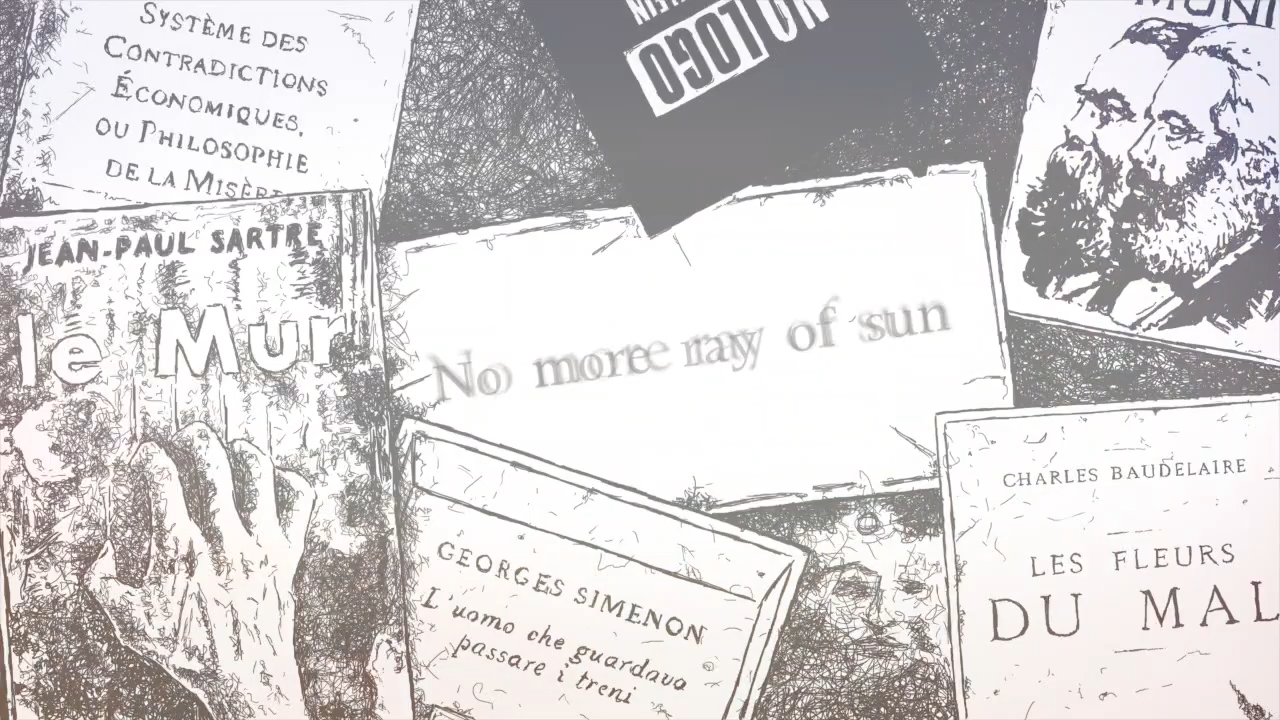 SYSTÈME DES
CONTRADICTIONS
ÉCONOMIQUES,
OU PHILOSOPHIE
DE LA MISÈRE
NO LOGO
JEAN-PAUL SARTRE
le Mur
No more ray of sun
GEORGES SIMENON
L'uomo che guardava
passare i treni
CHARLES BAUDELAIRE
LES FLEURS
DU MAL